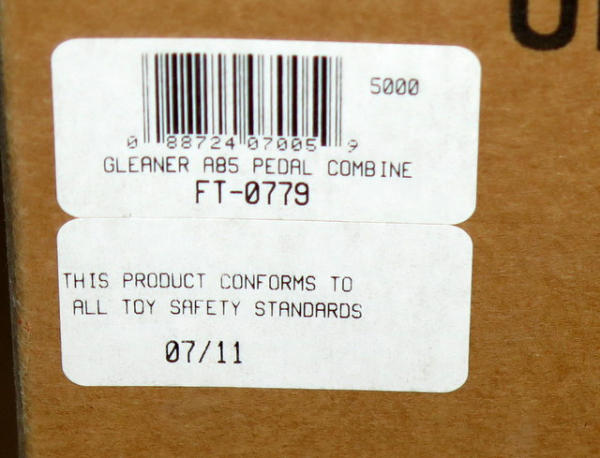 5000
0 88724 07005 9
GLEANER A85 PEDAL COMBINE
FT-0779
THIS PRODUCT CONFORMS TO
ALL TOY SAFETY STANDARDS
07/11